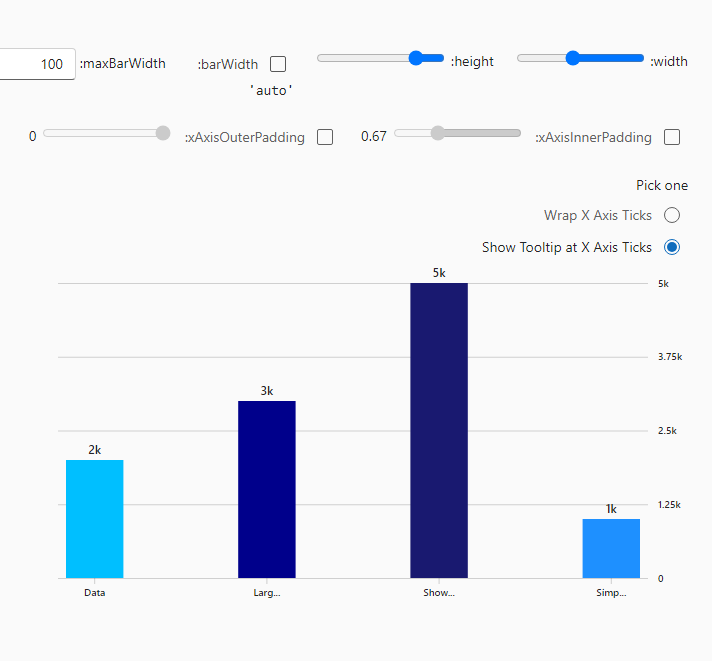 100 :maxBarWidth :barWidth :height :width
'auto'
0 :xAxisOuterPadding 0.67 :xAxisInnerPadding
Pick one
Wrap X Axis Ticks
Show Tooltip at X Axis Ticks
5k
5k
3.75k
3k
2.5k
2k
1k
1.25k
0
Data Larg... Show... Simp...